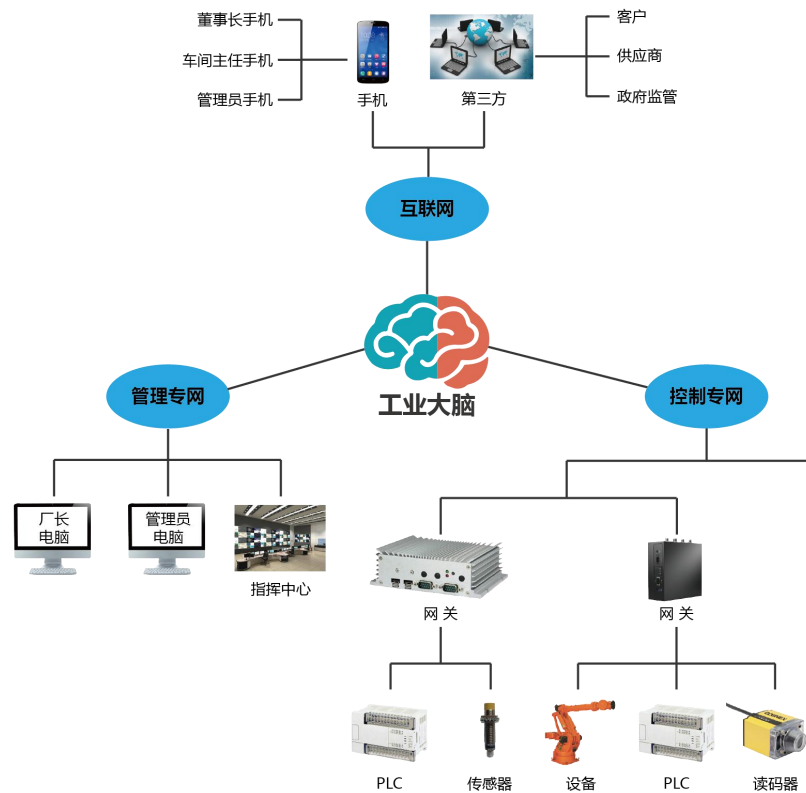 董事长手机
车间主任手机
管理员手机
手机
第三方
客户
供应商
政府监管
互联网
工业大脑
管理专网
控制专网
厂长
电脑
管理员
电脑
指挥中心
网 关
网 关
PLC
传感器
设备
PLC
读码器